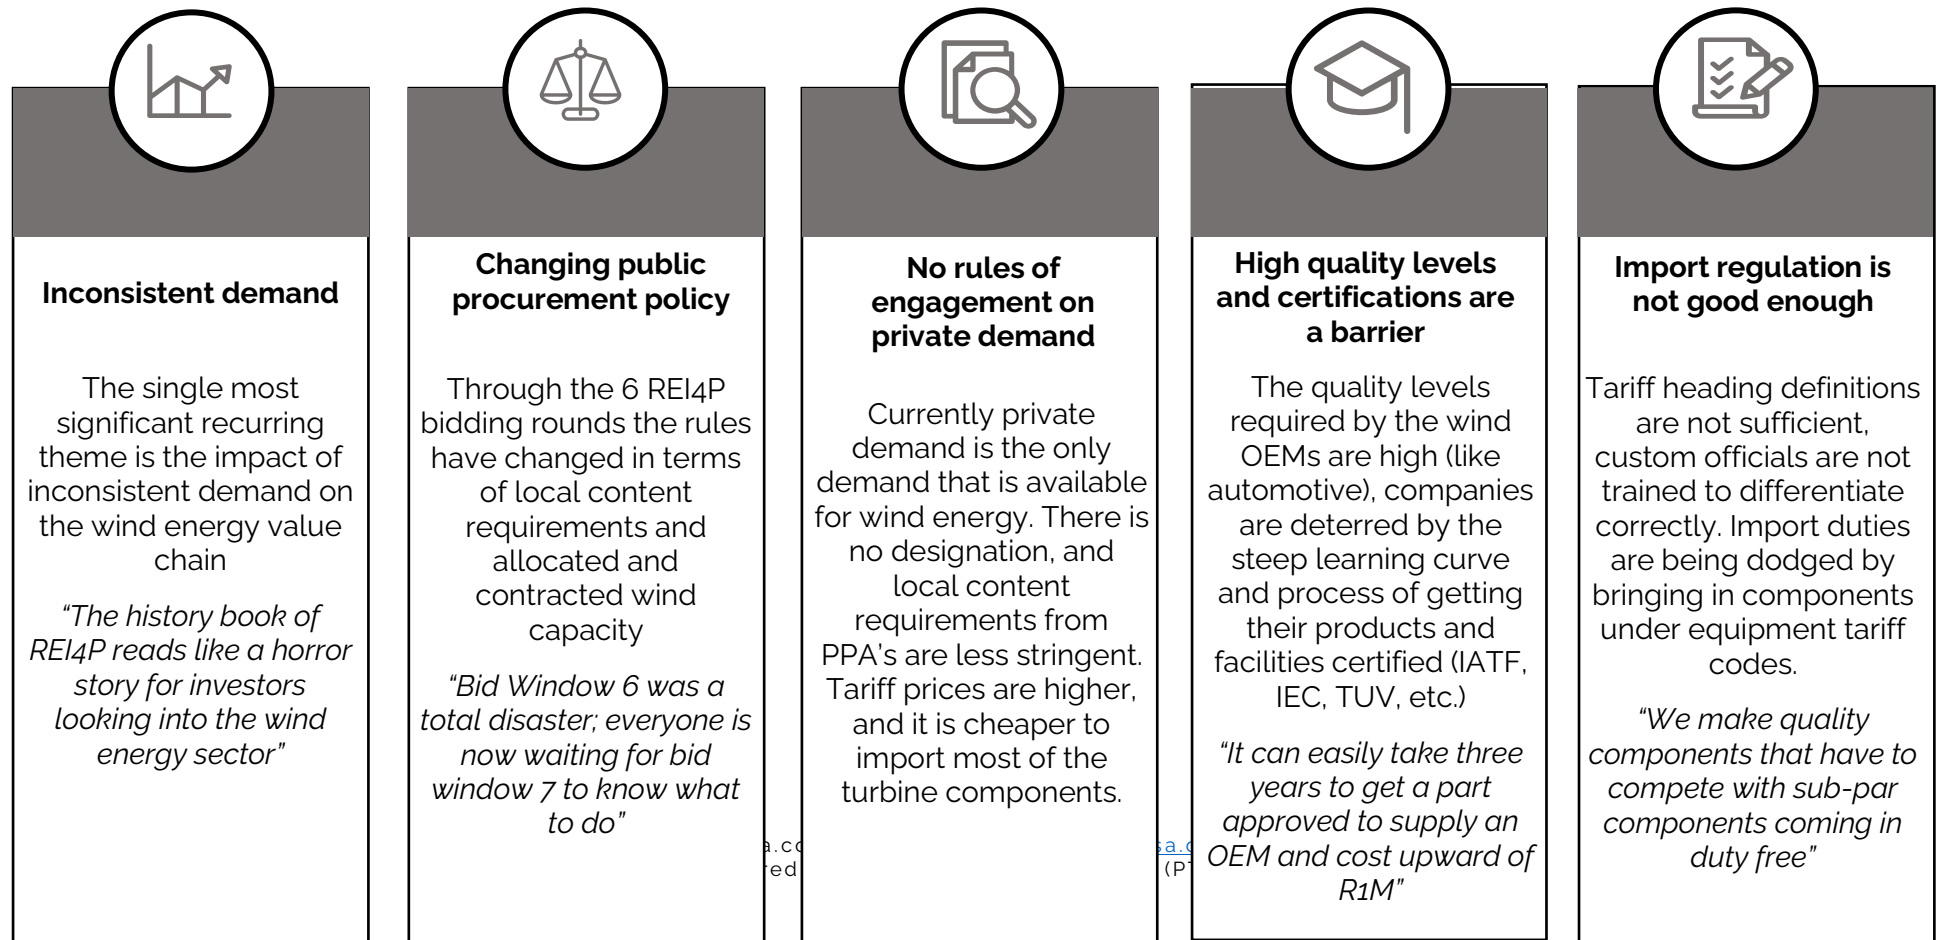 Inconsistent demand
The single most
significant recurring
theme is the impact of
inconsistent demand on
the wind energy value
chain
“The history book of
REI4P reads like a horror
story for investors
looking into the wind
energy sector”
Changing public
procurement policy
Through the 6 REI4P
bidding rounds the rules
have changed in terms
of local content
requirements and
allocated and
contracted wind
capacity
“Bid Window 6 was a
total disaster; everyone is
now waiting for bid
window 7 to know what
to do”
No rules of
engagement on
private demand
Currently private
demand is the only
demand that is available
for wind energy. There is
no designation, and
local content
requirements from
PPA’s are less stringent.
Tariff prices are higher,
and it is cheaper to
import most of the
turbine components.
High quality levels
and certifications are
a barrier
The quality levels
required by the wind
OEMs are high (like
automotive), companies
are deterred by the
steep learning curve
and process of getting
their products and
facilities certified (IATF,
IEC, TUV, etc.)
“It can easily take three
years to get a part
approved to supply an
OEM and cost upward of
R1M”
Import regulation is
not good enough
Tariff heading definitions
are not sufficient,
custom officials are not
trained to differentiate
correctly. Import duties
are being dodged by
bringing in components
under equipment tariff
codes.
“We make quality
components that have to
compete with sub-par
components coming in
duty free”